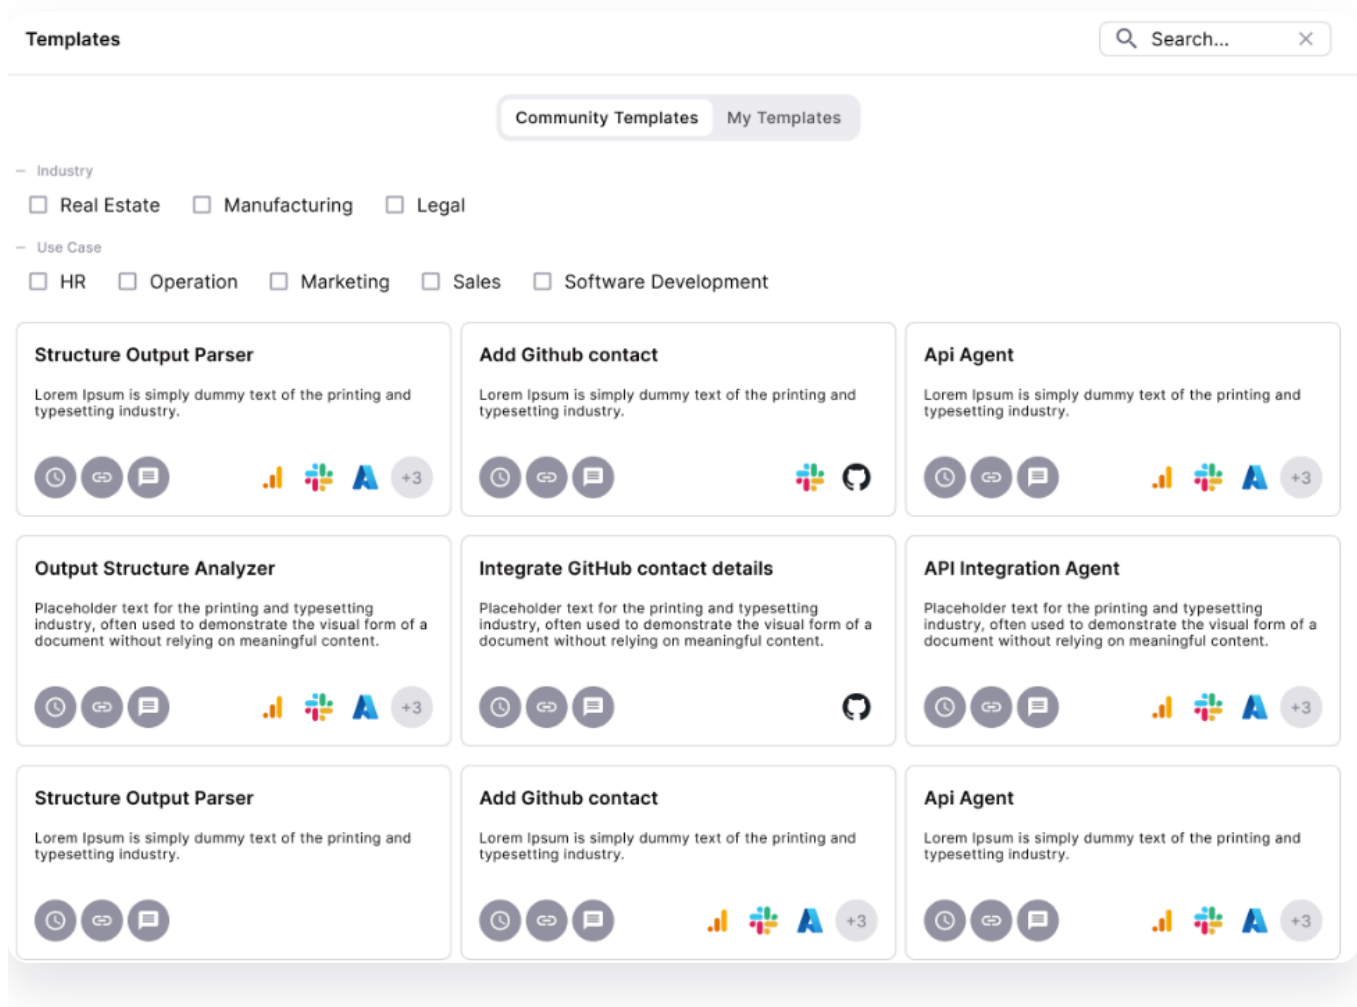 Templates
Search...
Community Templates My Templates
Industry
Real Estate Manufacturing Legal
Use Case
HR Operation Marketing Sales Software Development
Structure Output Parser
Lorem Ipsum is simply dummy text of the printing and
typesetting industry.
+3
Add Github contact
Lorem Ipsum is simply dummy text of the printing and
typesetting industry.
Api Agent
Lorem Ipsum is simply dummy text of the printing and
typesetting industry.
+3
Output Structure Analyzer
Placeholder text for the printing and typesetting
industry, often used to demonstrate the visual form of a
document without relying on meaningful content.
+3
Integrate GitHub contact details
Placeholder text for the printing and typesetting
industry, often used to demonstrate the visual form of a
document without relying on meaningful content.
API Integration Agent
Placeholder text for the printing and typesetting
industry, often used to demonstrate the visual form of a
document without relying on meaningful content.
+3
Structure Output Parser
Lorem Ipsum is simply dummy text of the printing and
typesetting industry.
Add Github contact
Lorem Ipsum is simply dummy text of the printing and
typesetting industry.
+3
Api Agent
Lorem Ipsum is simply dummy text of the printing and
typesetting industry.
+3